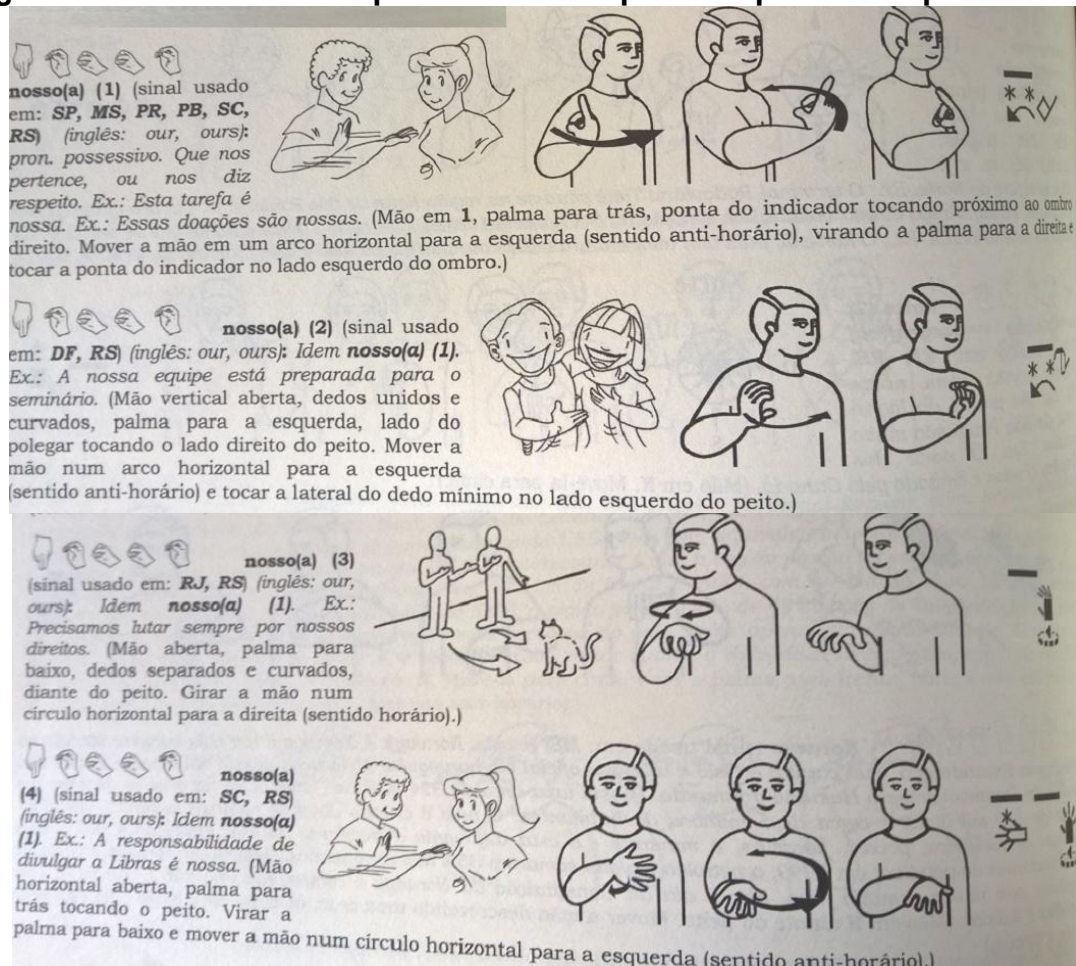 nosso(a) (1) (sinal usado
em: SP, MS, PR, PB, SC,
RS) (inglês: our, ours):
pron. possessivo. Que nos
pertence, ou nos diz
respeito. Ex.: Esta tarefa é
nossa. Ex.: Essas doações são nossas. (Mão em 1, palma para trás, ponta do indicador tocando próximo ao ombro
direito. Mover a mão em um arco horizontal para a esquerda (sentido anti-horário), virando a palma para a direita e
tocar a ponta do indicador no lado esquerdo do ombro.)
nosso(a) (2) (sinal usado
em: DF, RS) (inglês: our, ours): Idem nosso(a) (1).
Ex.: A nossa equipe está preparada para o
seminário. (Mão vertical aberta, dedos unidos e
curvados, palma para a esquerda, lado do
polegar tocando o lado direito do peito. Mover a
mão num arco horizontal para a esquerda
(sentido anti-horário) e tocar a lateral do dedo mínimo no lado esquerdo do peito.)
nosso(a) (3)
(sinal usado em: RJ, RS) (inglês: our,
ours): Idem nosso(a) (1). Ex.:
Precisamos lutar sempre por nossos
direitos. (Mão aberta, palma para
baixo, dedos separados e curvados,
diante do peito. Girar a mão num
círculo horizontal para a direita (sentido horário).)
nosso(a)
(4) (sinal usado em: SC, RS)
(inglês: our, ours): Idem nosso(a)
(1). Ex.: A responsabilidade de
divulgar a Libras é nossa. (Mão
horizontal aberta, palma para
trás tocando o peito. Virar a
palma para baixo e mover a mão num círculo horizontal para a esquerda (sentido anti-horário).)